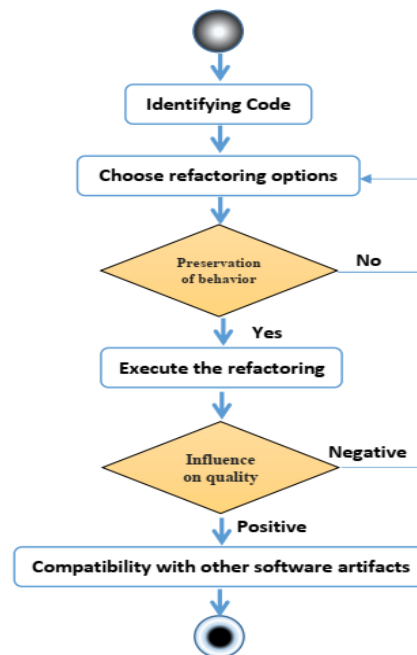 Identifying Code
Choose refactoring options
Preservation
of behavior
No
Yes
Execute the refactoring
Influence
on quality
Negative
Positive
Compatibility with other software artifacts